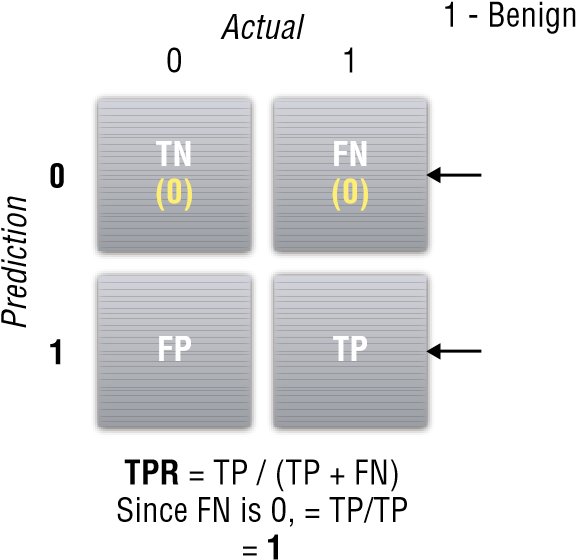 1 - Benign
Actual
0 1
Prediction
0
TN FN
(0) (0)
1
FP TP
TPR = TP / (TP + FN)
Since FN is 0, = TP/TP
= 1